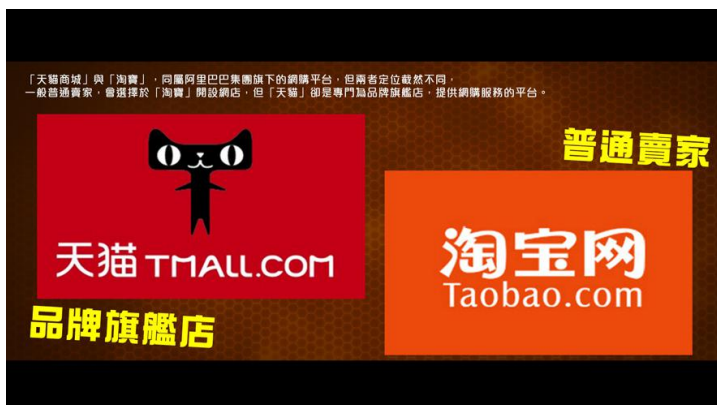 「天貓商城」與「淘寶」，同屬阿里巴巴集團旗下的網購平台，但兩者定位截然不同，
一般普通賣家，會選擇於「淘寶」開設網店，但「天貓」卻是專門為品牌旗艦店，提供網購服務的平台。
普通賣家
天猫 TMALL.COM
淘宝网
Taobao.com
品牌旗艦店